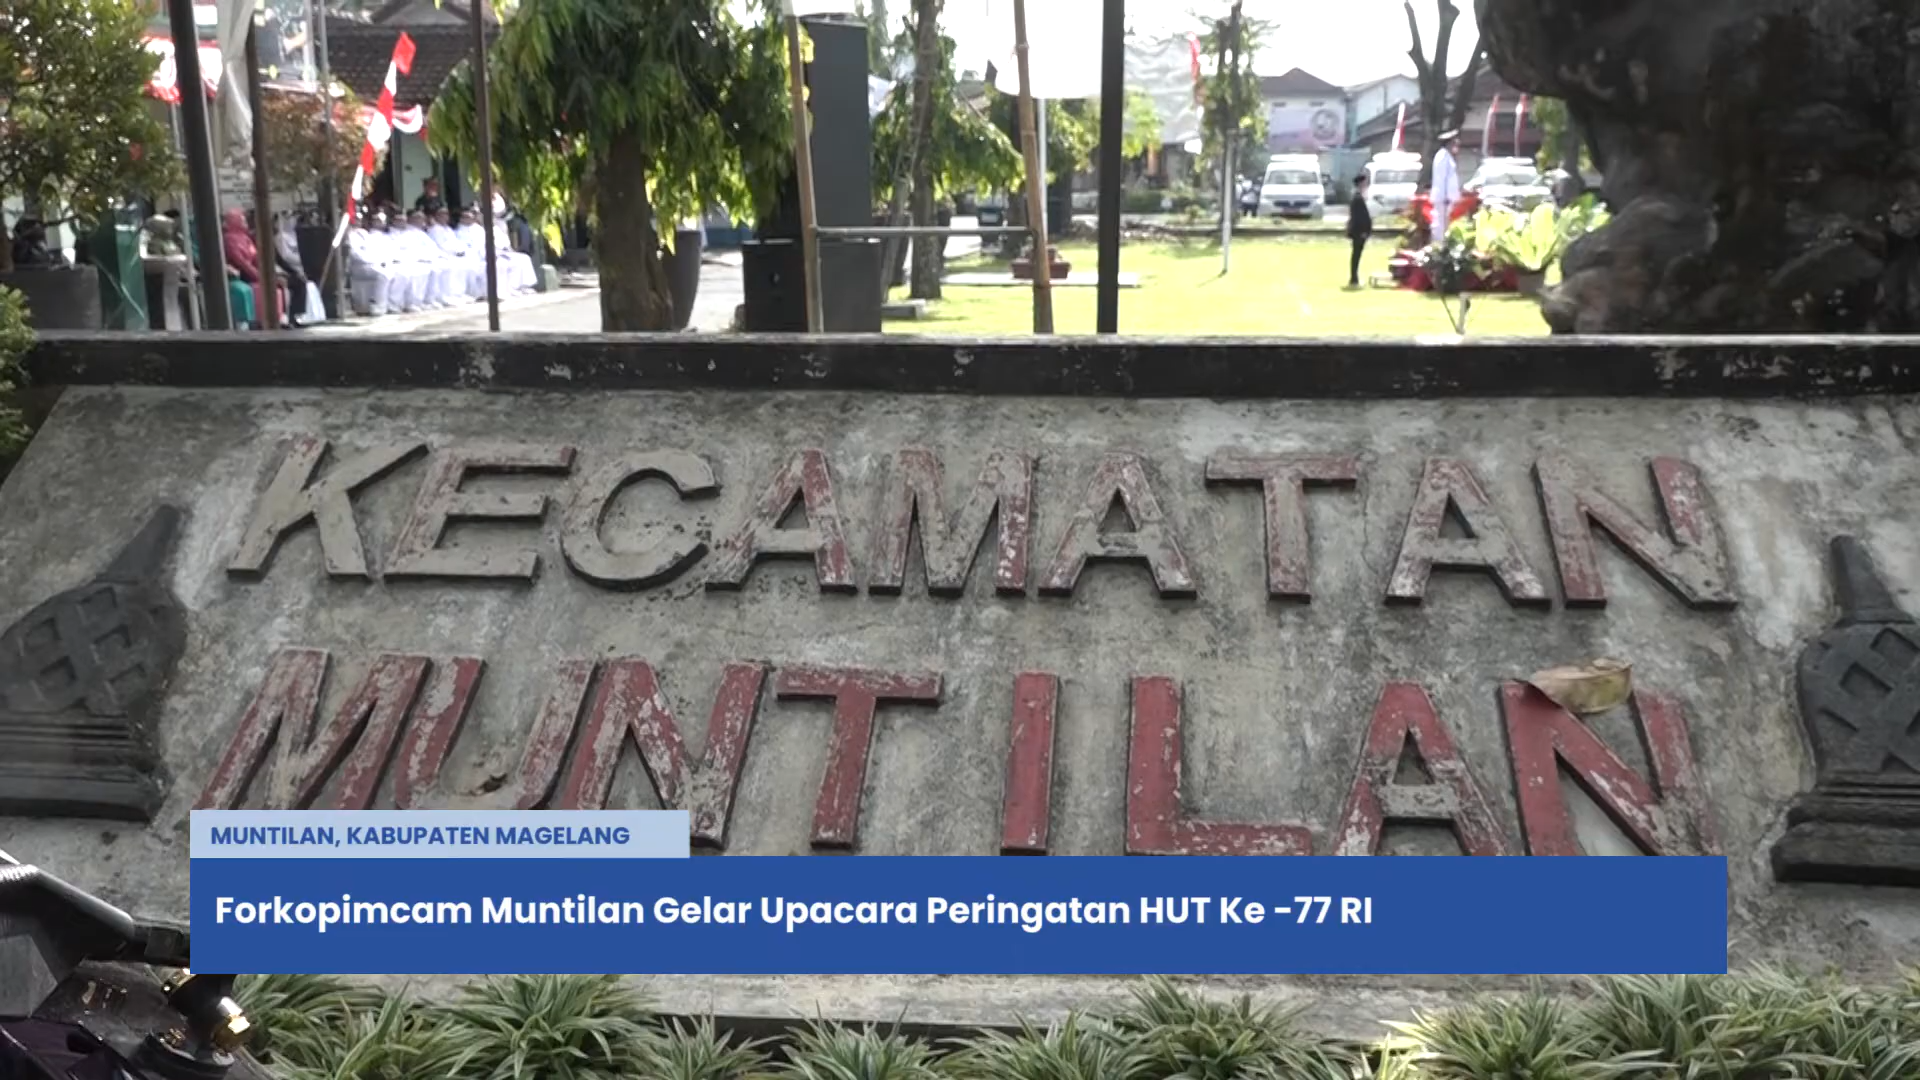 KECAMATAN
MUNTILAN
MUNTILAN, KABUPATEN MAGELANG
Forkopimcam Muntilan Gelar Upacara Peringatan HUT Ke -77 RI